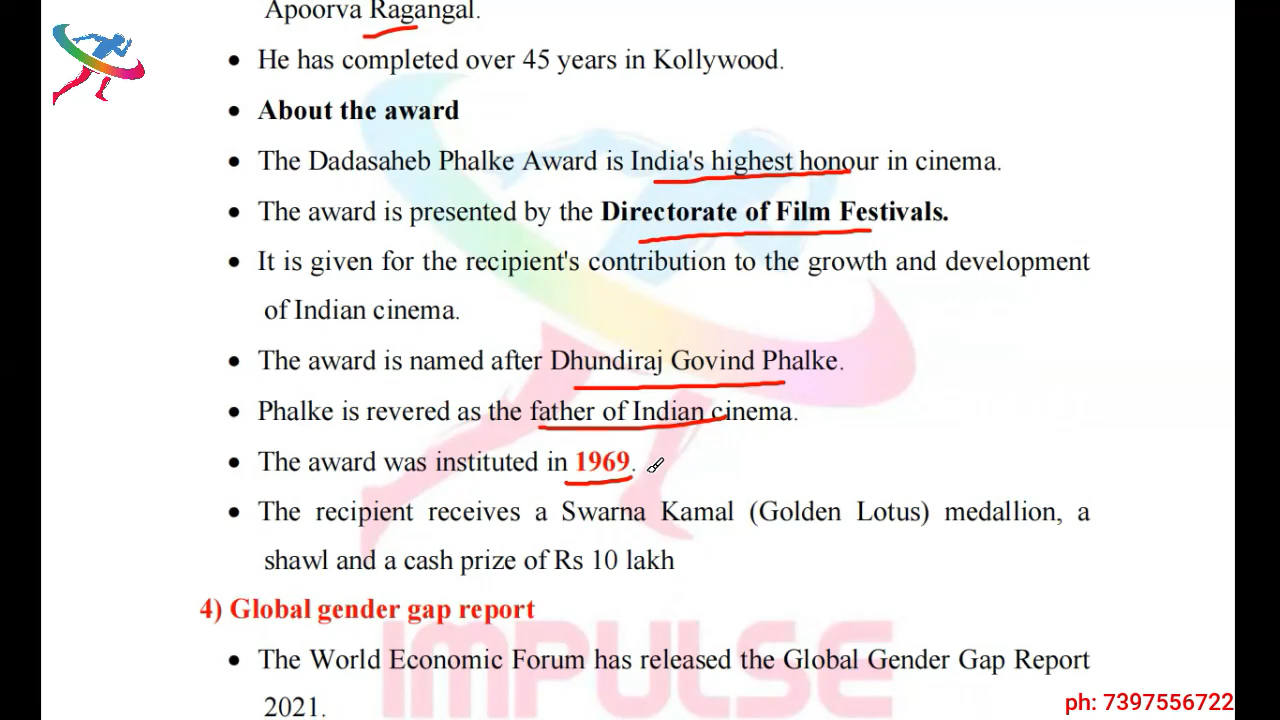 Apoorva Ragangal.
• He has completed over 45 years in Kollywood.
• About the award
• The Dadasaheb Phalke Award is India's highest honour in cinema.
• The award is presented by the Directorate of Film Festivals.
• It is given for the recipient's contribution to the growth and development
of Indian cinema.
• The award is named after Dhundiraj Govind Phalke.
• Phalke is revered as the father of Indian cinema.
• The award was instituted in 1969.
• The recipient receives a Swarna Kamal (Golden Lotus) medallion, a
shawl and a cash prize of Rs 10 lakh
4) Global gender gap report
IMPULSE
• The World Economic Forum has released the Global Gender Gap Report
2021.
ph: 7397556722